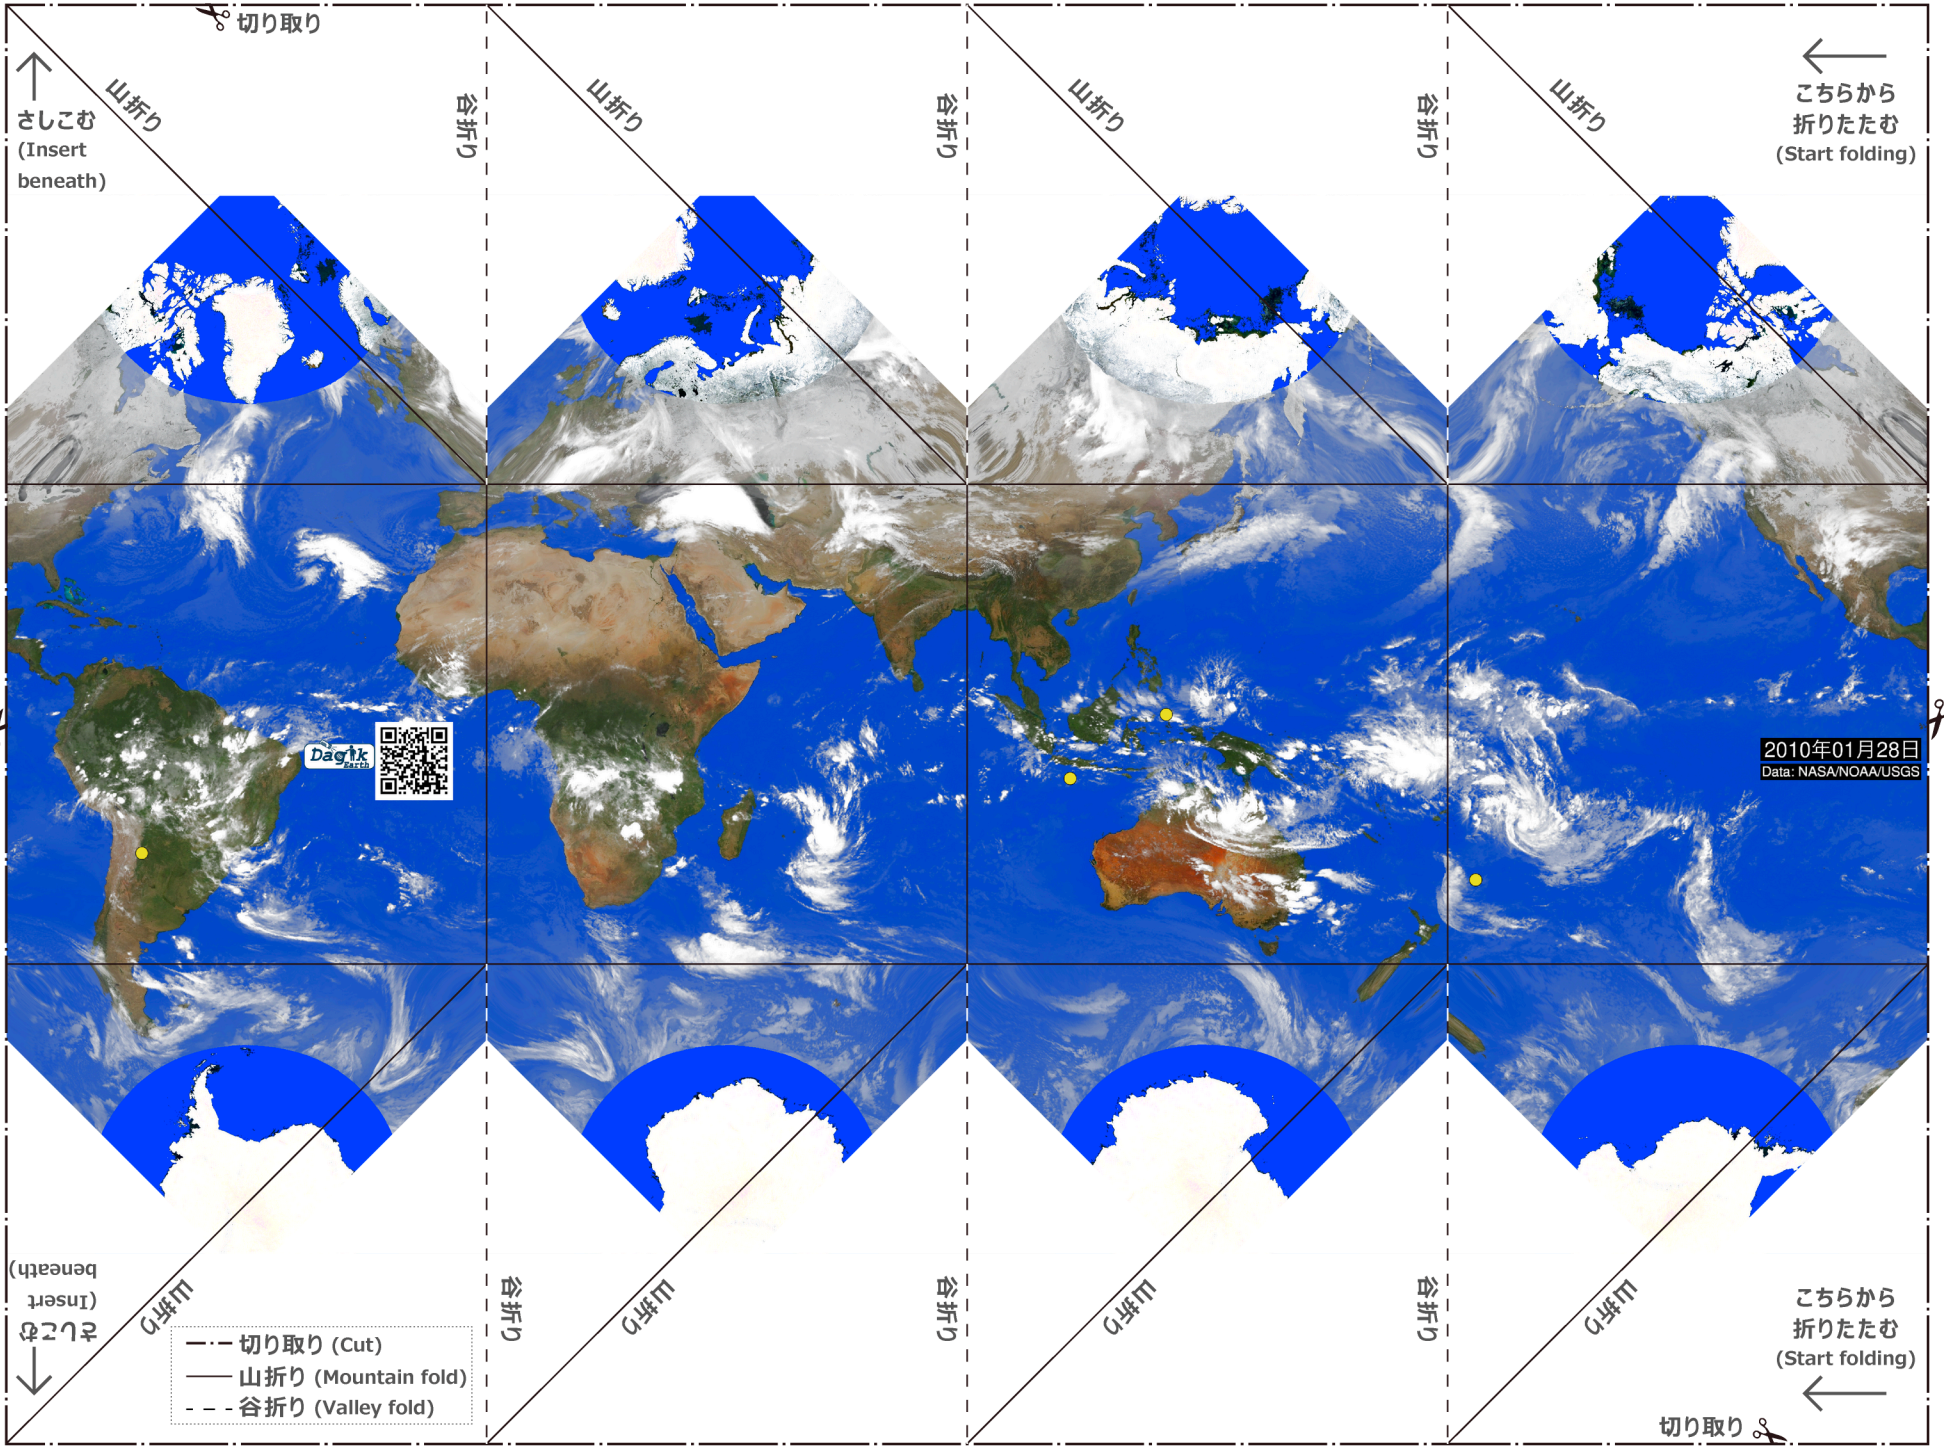 切り取り
さしこむ
(Insert
beneath)
山折り
谷折り
山折り
谷折り
山折り
谷折り
山折り
こちらから
折りたたむ
(Start folding)
Dagik
Earth
2010年01月28日
Data: NASA/NOAA/USGS
さしこむ
(Insert
beneath)
山折り
谷折り
山折り
谷折り
山折り
谷折り
山折り
こちらから
折りたたむ
(Start folding)
切り取り (Cut)
山折り (Mountain fold)
谷折り (Valley fold)
切り取り